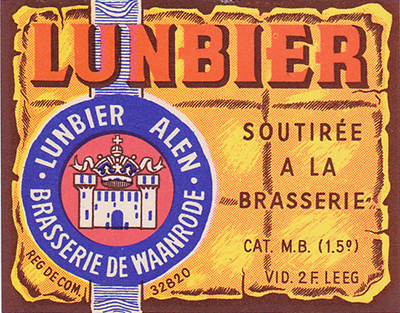 LUNBIER
· LUNBIER ALEN ·
BRASSERIE DE WAANRODE
SOUTIRÉE
A LA
BRASSERIE
CAT. M.B. (1.5º)
VID. 2 F. LEEG
REG DE COM.
32820